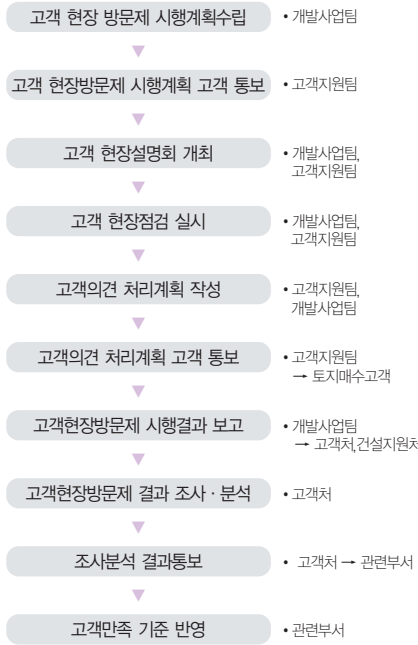 고객 현장 방문제 시행계획수립 • 개발사업팀
고객 현장방문제 시행계획 고객 통보 • 고객지원팀
고객 현장설명회 개최 • 개발사업팀,
고객지원팀
고객 현장점검 실시 • 개발사업팀,
고객지원팀
고객의견 처리계획 작성 • 고객지원팀,
개발사업팀
고객의견 처리계획 고객 통보 • 고객지원팀
→ 토지매수고객
고객현장방문제 시행결과 보고 • 개발사업팀
→ 고객처,건설지원처
고객현장방문제 결과 조사 · 분석 • 고객처
조사분석 결과통보 • 고객처 → 관련부서
고객만족 기준 반영 • 관련부서